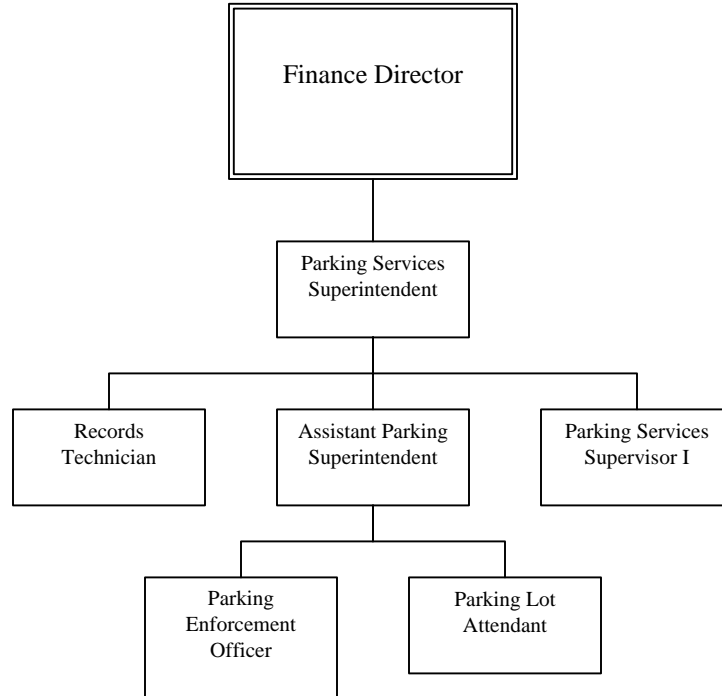 Finance Director
Parking Services
Superintendent
Records
Technician
Assistant Parking
Superintendent
Parking Services
Supervisor I
Parking
Enforcement
Officer
Parking Lot
Attendant